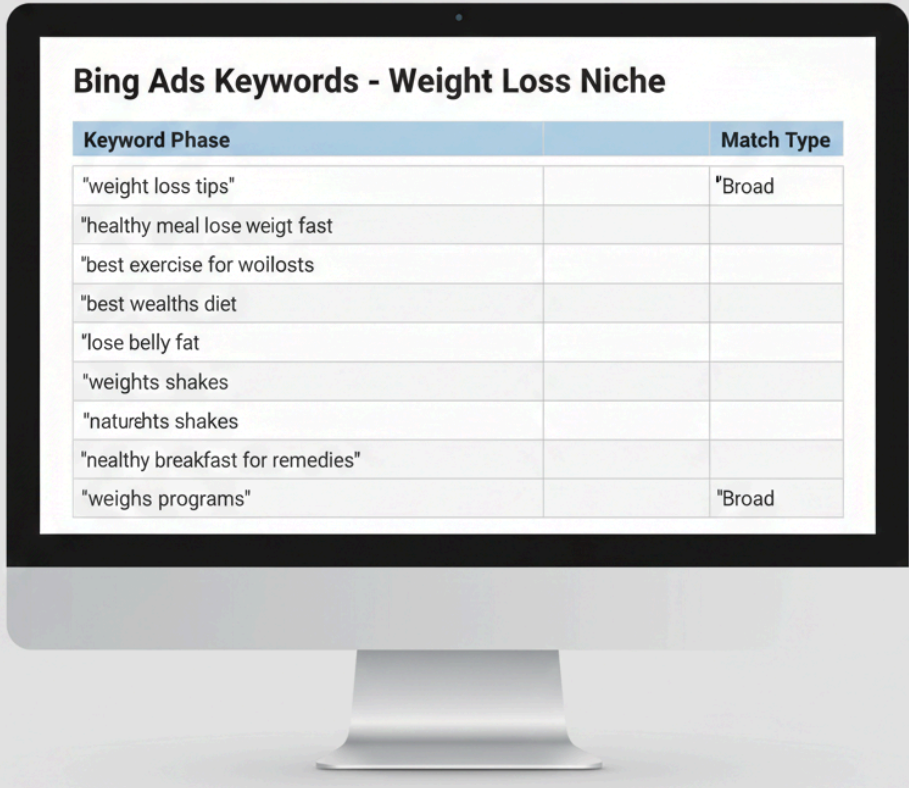 Bing Ads Keywords - Weight Loss Niche
Keyword Phase Match Type
"weight loss tips" "Broad
"healthy meal lose weigt fast
"best exercise for woilosts
"best wealths diet
"lose belly fat
"weights shakes
"naturehts shakes
"nealthy breakfast for remedies"
"weighs programs" "Broad